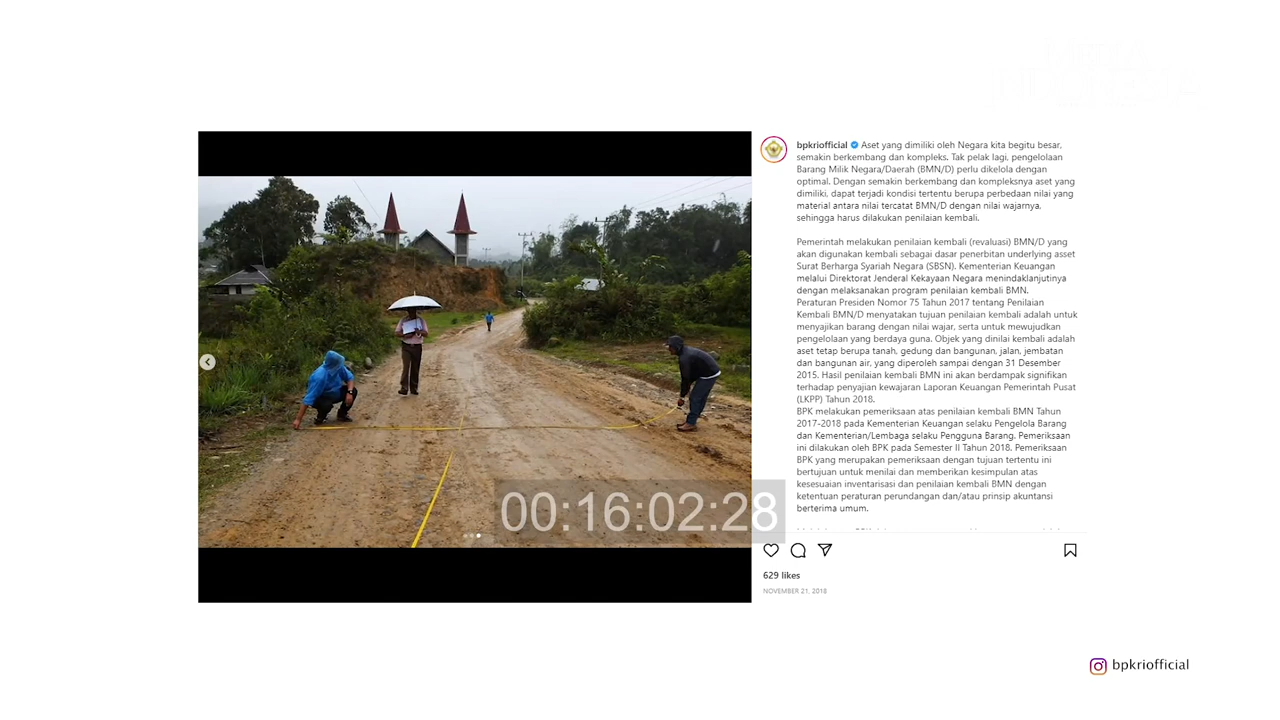 bpkriofficial Aset yang dimiliki oleh Negara kita begitu besar,
semakin berkembang dan kompleks. Tak pelak lagi, pengelolaan
Barang Milik Negara/Daerah (BMN/D) perlu dikelola dengan
optimal. Dengan semakin berkembang dan kompleksnya aset yang
dimiliki, dapat terjadi kondisi tertentu berupa perbedaan nilai yang
material antara nilai tercatat BMN/D dengan nilai wajarnya,
sehingga harus dilakukan penilaian kembali.
Pemerintah melakukan penilaian kembali (revaluasi) BMN/D yang
akan digunakan kembali sebagai dasar penerbitan underlying asset
Surat Berharga Syariah Negara (SBSN). Kementerian Keuangan
melalui Direktorat Jenderal Kekayaan Negara menindaklanjutinya
dengan melaksanakan program penilaian kembali BMN.
Peraturan Presiden Nomor 75 Tahun 2017 tentang Penilaian
Kembali BMN/D menyatakan tujuan penilaian kembali adalah untuk
menyajikan barang dengan nilai wajar, serta untuk mewujudkan
pengelolaan yang berdaya guna. Objek yang dinilai kembali adalah
aset tetap berupa tanah, gedung dan bangunan, jalan, jembatan
dan bangunan air, yang diperoleh sampai dengan 31 Desember
2015. Hasil penilaian kembali BMN ini akan berdampak signifikan
terhadap penyajian kewajaran Laporan Keuangan Pemerintah Pusat
(LKPP) Tahun 2018.
BPK melakukan pemeriksaan atas penilaian kembali BMN Tahun
2017-2018 pada Kementerian Keuangan selaku Pengelola Barang
dan Kementerian/Lembaga selaku Pengguna Barang. Pemeriksaan
ini dilakukan oleh BPK pada Semester II Tahun 2018. Pemeriksaan
BPK yang merupakan pemeriksaan dengan tujuan tertentu ini
bertujuan untuk menilai dan memberikan kesimpulan atas
kesesuaian inventarisasi dan penilaian kembali BMN dengan
ketentuan peraturan perundangan dan/atau prinsip akuntansi
berterima umum.
00:16:02:28
629 likes
NOVEMBER 21, 2018
bpkriofficial